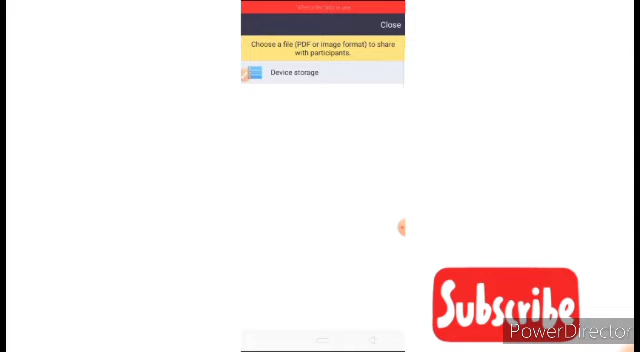 Close
Choose a file (PDF or image format) to share
with participants.
Device storage
Subscribe
PowerDirector